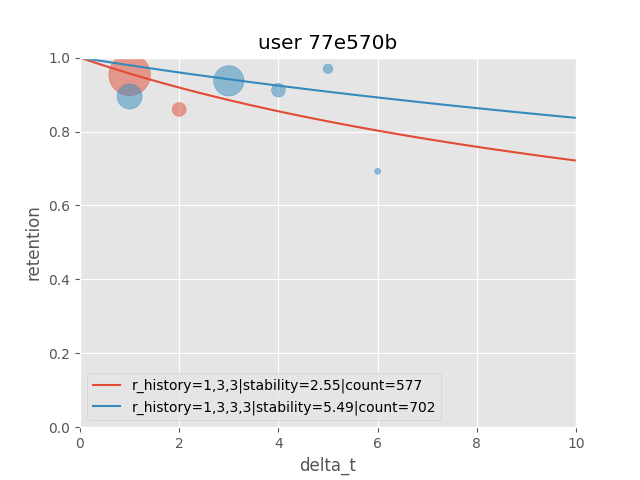 user 77e570b
1.0
0.8
0.6
0.4
0.2
0.0
retention
r_history=1,3,3|stability=2.55|count=577
r_history=1,3,3,3|stability=5.49|count=702
0 2 4 6 8 10
delta_t